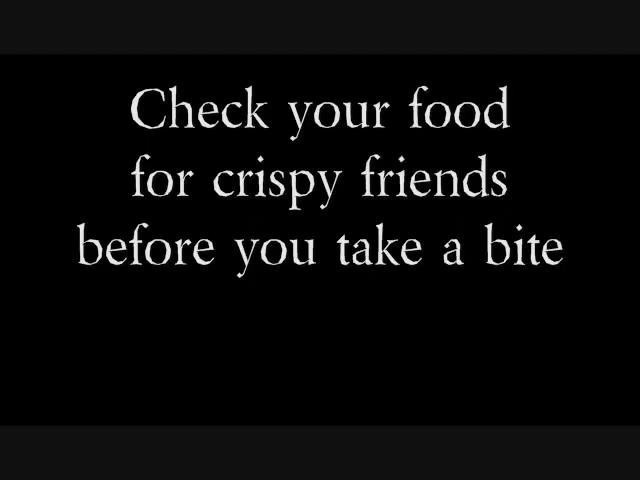 Check your food
for crispy friends
before you take a bite